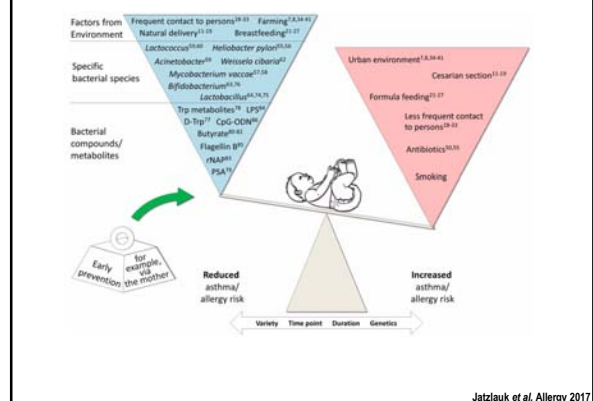 Factors from
Environment
Frequent contact to persons²⁸⁻³³ Farming⁷,⁸,³⁴⁻⁴¹
Natural delivery¹¹⁻¹⁹ Breastfeeding²¹⁻²⁷
Specific
bacterial species
Lactococcus⁵⁹,⁶⁰ Heliobacter pylori⁵⁵,⁵⁶
Acinetobacter⁵⁹ Weissela cibaria⁶²
Mycobacterium vaccae⁵⁷,⁵⁸
Bifidobacterium⁶³,⁷⁶
Lactobacillus⁶⁴,⁷⁴,⁷⁵
Bacterial
compounds/
metabolites
Trp metabolites⁷⁸ LPS⁸⁴
D-Trp⁷⁷ CpG-ODN⁸⁶
Butyrate⁸⁰⁻⁸²
Flagellin B⁸⁵
rNAP⁸³
PSA⁷⁹
Urban environment⁷,⁸,³⁴⁻⁴¹
Cesarian section¹¹⁻¹⁹
Formula feeding²¹⁻²⁷
Less frequent contact
to persons²⁸⁻³³
Antibiotics⁵⁰,⁵⁵
Smoking
Early
prevention
for
example,
via
the mother
Reduced
asthma/
allergy risk
Increased
asthma/
allergy risk
Variety Time point Duration Genetics
Jatzlauk et al. Allergy 2017